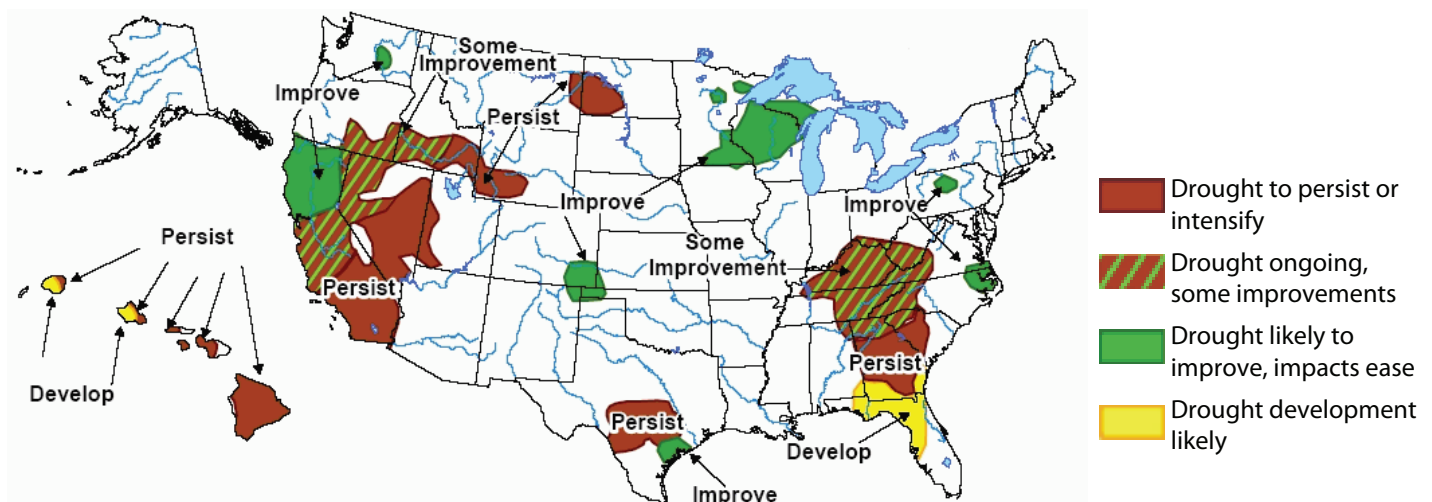 Some
Improvement
Improve
Persist
Improve
Improve
Persist
Some
Improvement
Persist
Persist
Develop
Persist
Develop
Improve
Drought to persist or
intensify
Drought ongoing,
some improvements
Drought likely to
improve, impacts ease
Drought development
likely